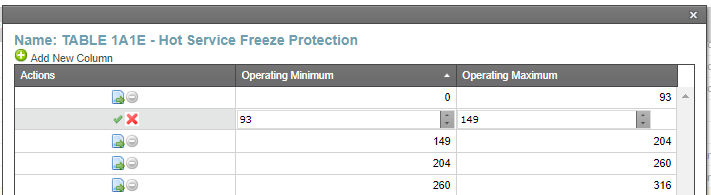 Name: TABLE 1A1E - Hot Service Freeze Protection
Add New Column
Actions Operating Minimum Operating Maximum
0 93
93 149
149 204
204 260
260 316